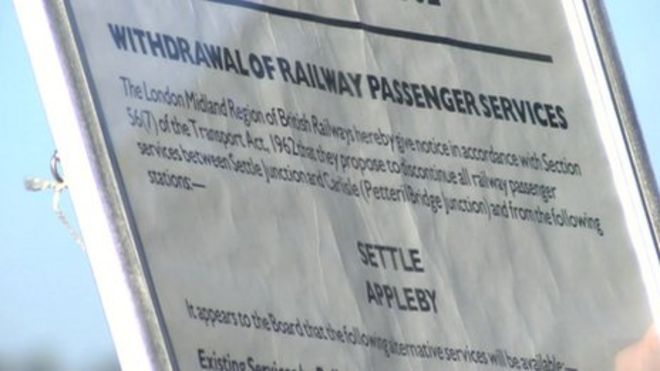 WITHDRAWAL OF RAILWAY PASSENGER SERVICES
The London Midland Region of British Railways hereby give notice in accordance with Section
56(7) of the Transport Act, 1962 that they propose to discontinue all railway passenger
services between Settle Junction and Carlisle (Petteril Bridge Junction) and from the following
stations:—
SETTLE
APPLEBY
It appears to the Board that the following alternative services will be available:—
Existing Services